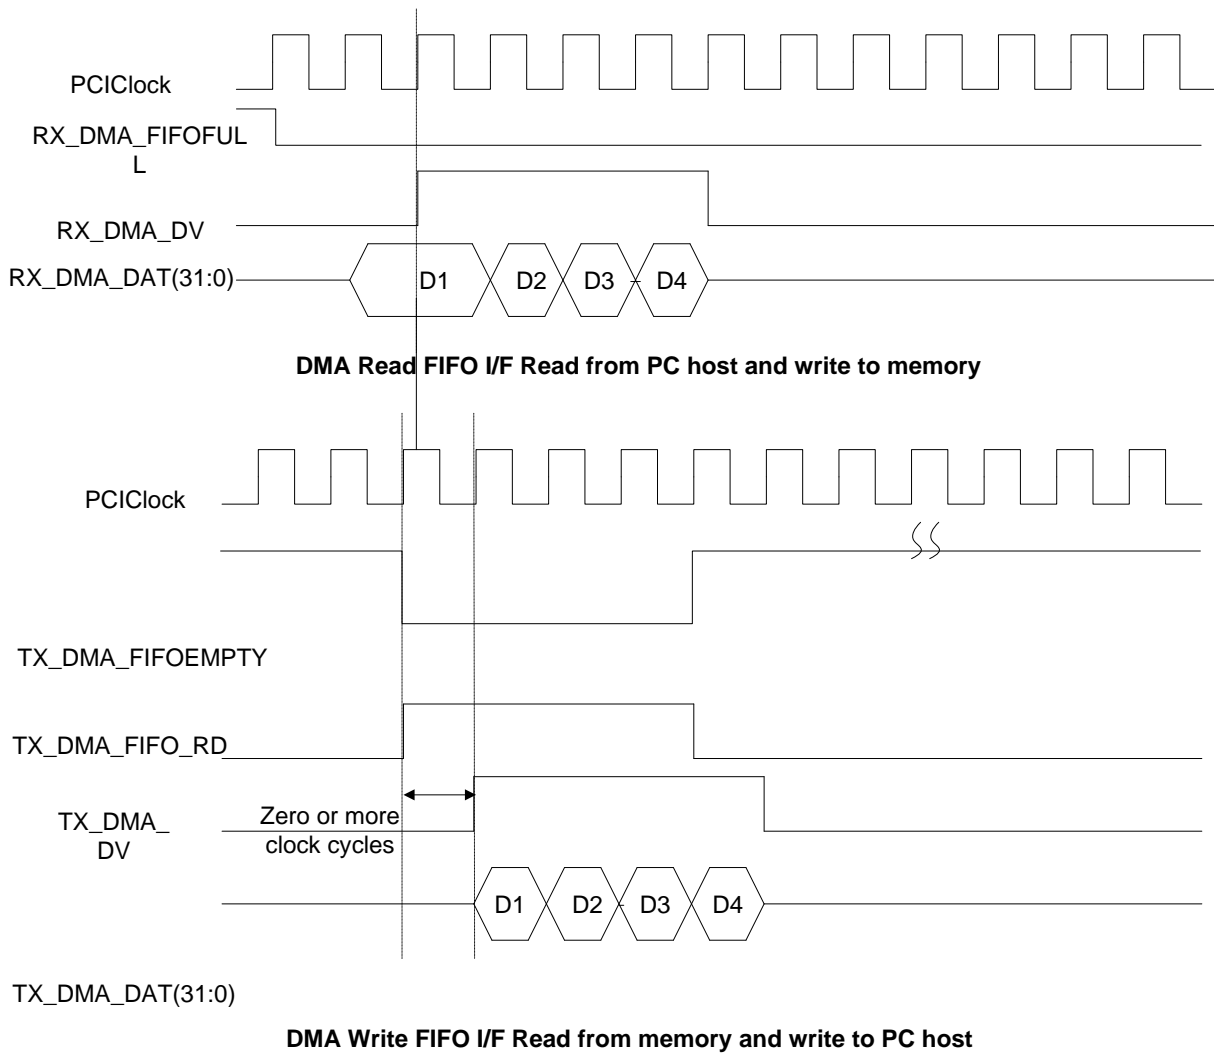 PCIClock
RX_DMA_FIFOFUL
L
RX_DMA_DV
RX_DMA_DAT(31:0)
D1 D2 D3 D4
DMA Read FIFO I/F Read from PC host and write to memory
PCIClock
TX_DMA_FIFOEMPTY
TX_DMA_FIFO_RD
TX_DMA_
DV
Zero or more
clock cycles
D1 D2 D3 D4
TX_DMA_DAT(31:0)
DMA Write FIFO I/F Read from memory and write to PC host